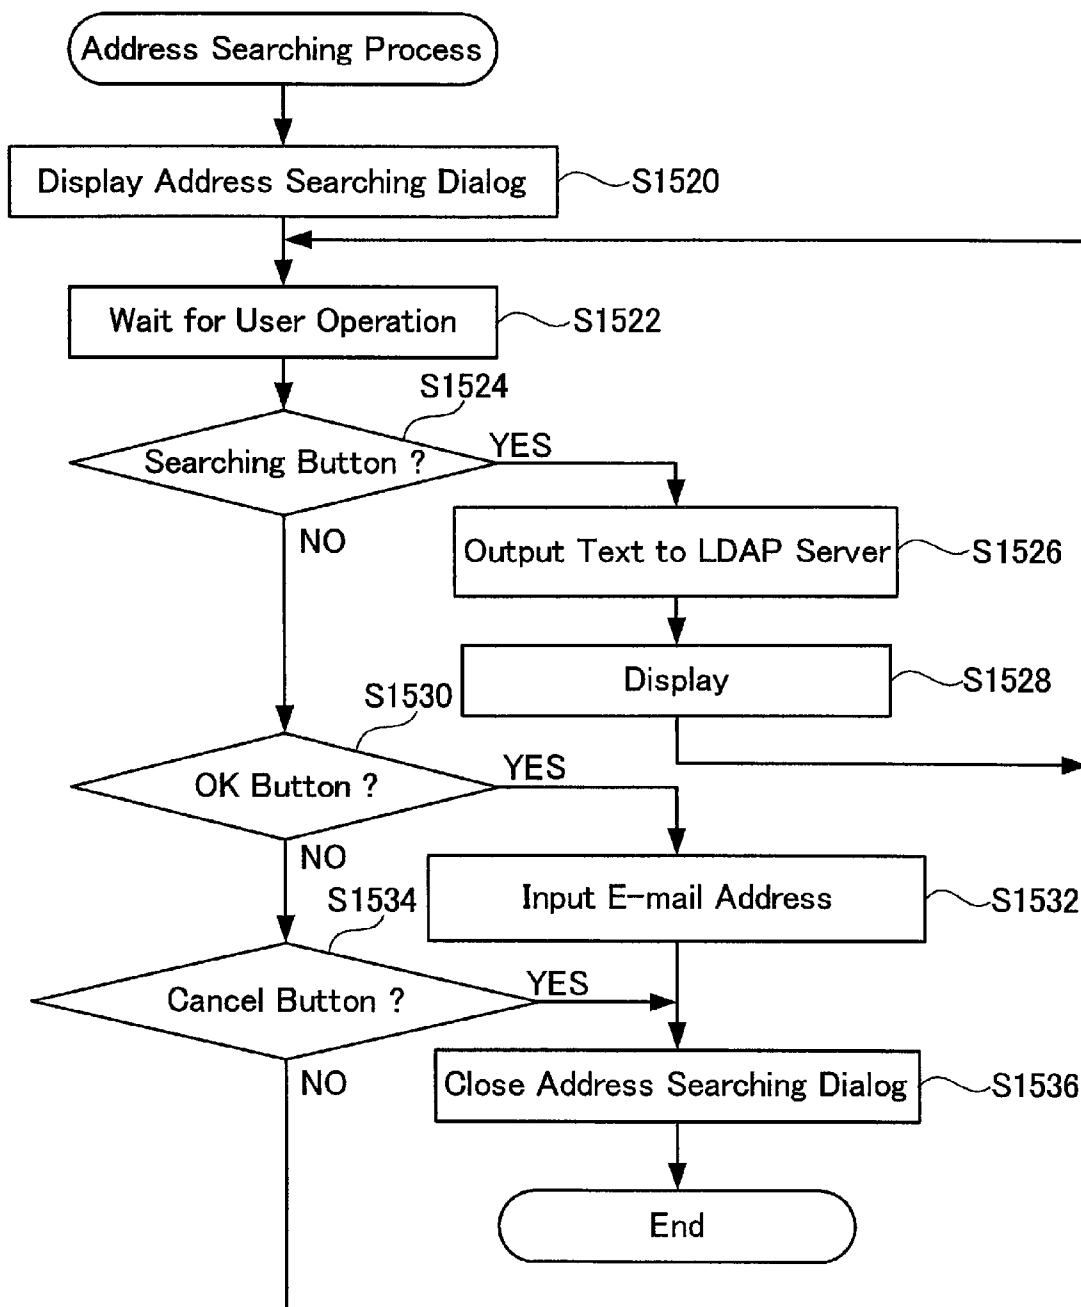 Address Searching Process
Display Address Searching Dialog
S1520
Wait for User Operation
S1522
S1524
Searching Button ?
YES
NO
Output Text to LDAP Server
S1526
Display
S1528
S1530
OK Button ?
YES
NO
Input E-mail Address
S1532
S1534
Cancel Button ?
YES
NO
Close Address Searching Dialog
S1536
End